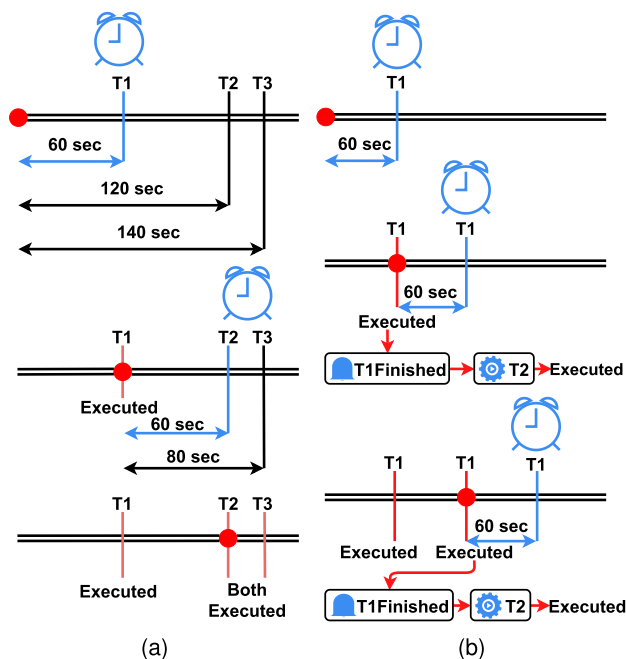 T1
T2 T3
60 sec
120 sec
140 sec
T1
T2 T3
Executed
60 sec
80 sec
T1
T2 T3
Executed
Both
Executed
(a)
T1
60 sec
T1
T1
60 sec
Executed
T1Finished
T2
Executed
T1
T1
T1
60 sec
Executed
Executed
T1Finished
T2
Executed
(b)